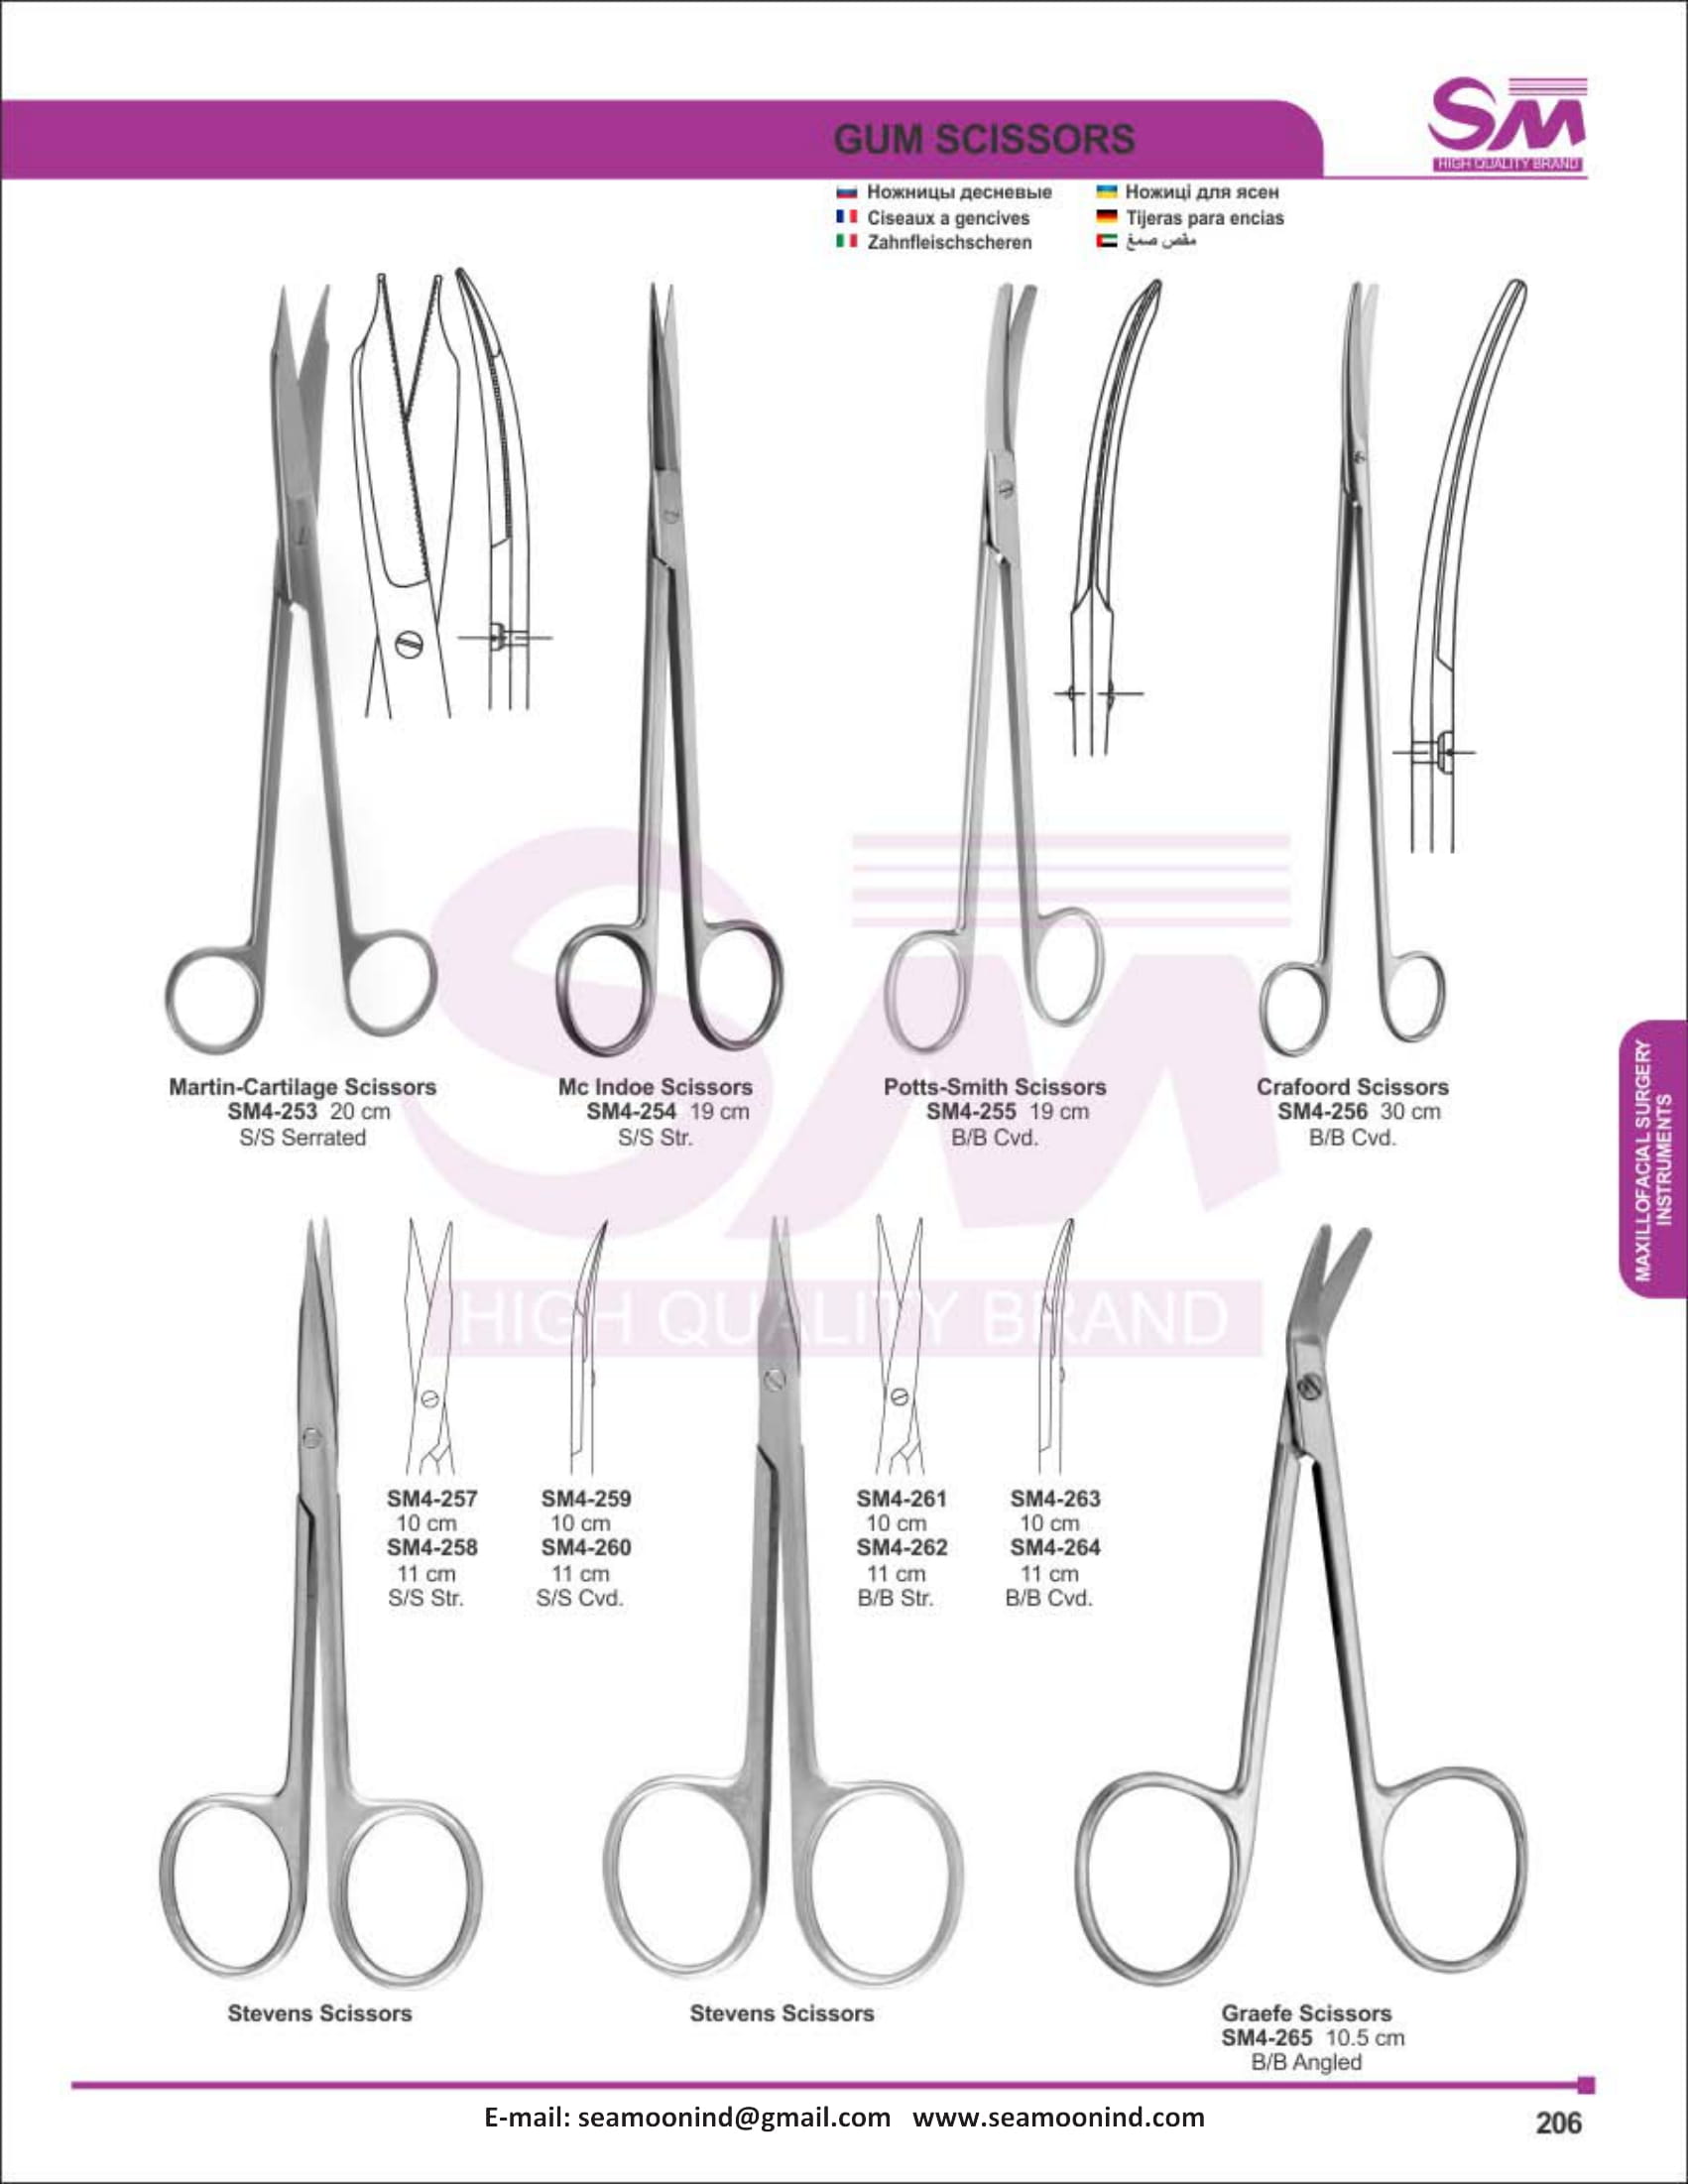 SM
HIGH QUALITY BRAND
GUM SCISSORS
Ножницы десневые
Ciseaux a gencives
Zahnfleischscheren
Ножиці для ясен
Tijeras para encias
مقص صمغ
Martin-Cartilage Scissors
SM4-253 20 cm
S/S Serrated
Mc Indoe Scissors
SM4-254 19 cm
S/S Str.
Potts-Smith Scissors
SM4-255 19 cm
B/B Cvd.
Crafoord Scissors
SM4-256 30 cm
B/B Cvd.
MAXILLOFACIAL SURGERY
INSTRUMENTS
SM
HIGH QUALITY BRAND
SM4-257
10 cm
SM4-258
11 cm
S/S Str.
SM4-259
10 cm
SM4-260
11 cm
S/S Cvd.
SM4-261
10 cm
SM4-262
11 cm
B/B Str.
SM4-263
10 cm
SM4-264
11 cm
B/B Cvd.
Stevens Scissors
Stevens Scissors
Graefe Scissors
SM4-265 10.5 cm
B/B Angled
E-mail: seamoonind@gmail.com www.seamoonind.com
206